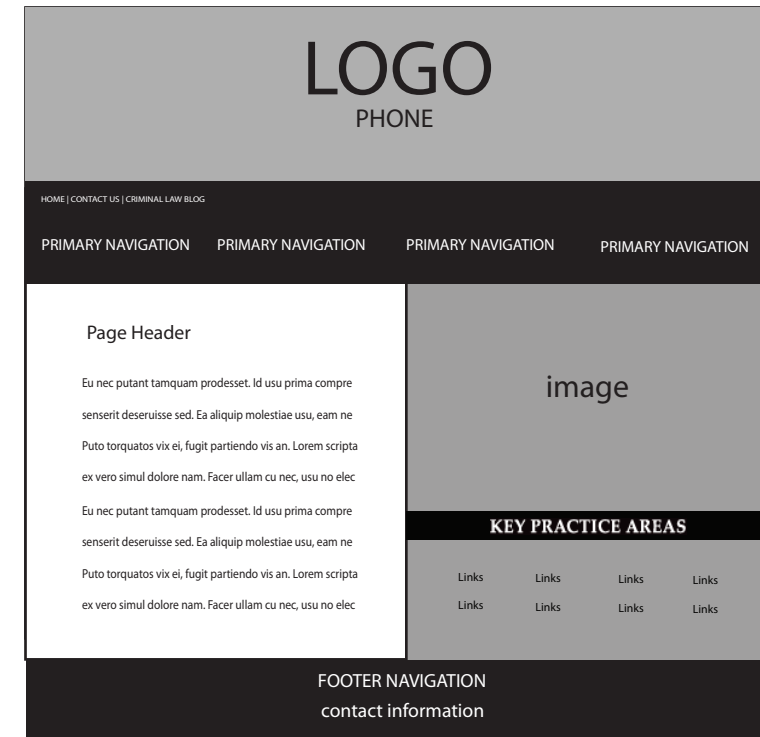 LOGO
PHONE
HOME | CONTACT US | CRIMINAL LAW BLOG
PRIMARY NAVIGATION PRIMARY NAVIGATION PRIMARY NAVIGATION PRIMARY NAVIGATION
Page Header
Eu nec putant tamquam prodesset. Id usu prima compre
senserit deseruisse sed. Ea aliquip molestiae usu, eam ne
Puto torquatos vix ei, fugit partiendo vis an. Lorem scripta
ex vero simul dolore nam. Facer ullam cu nec, usu no elec
Eu nec putant tamquam prodesset. Id usu prima compre
senserit deseruisse sed. Ea aliquip molestiae usu, eam ne
Puto torquatos vix ei, fugit partiendo vis an. Lorem scripta
ex vero simul dolore nam. Facer ullam cu nec, usu no elec
image
KEY PRACTICE AREAS
Links Links Links Links
Links Links Links Links
FOOTER NAVIGATION
contact information